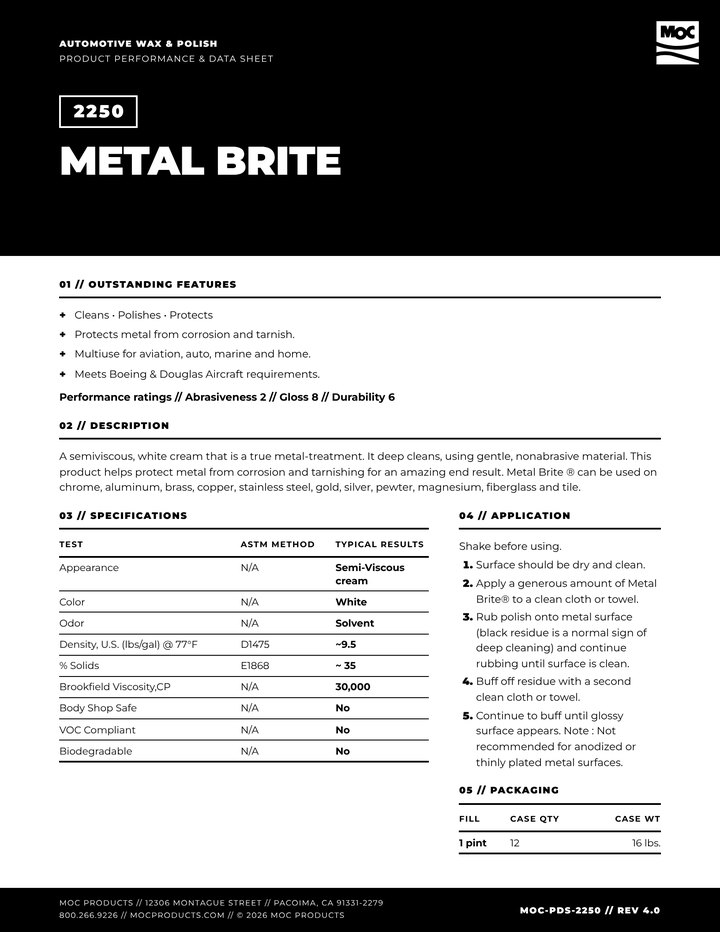 AUTOMOTIVE WAX & POLISH
PRODUCT PERFORMANCE & DATA SHEET
MOC
2250
METAL BRITE
01 // OUTSTANDING FEATURES
+ Cleans • Polishes • Protects
+ Protects metal from corrosion and tarnish.
+ Multiuse for aviation, auto, marine and home.
+ Meets Boeing & Douglas Aircraft requirements.
Performance ratings // Abrasiveness 2 // Gloss 8 // Durability 6
02 // DESCRIPTION
A semiviscous, white cream that is a true metal-treatment. It deep cleans, using gentle, nonabrasive material. This
product helps protect metal from corrosion and tarnishing for an amazing end result. Metal Brite ® can be used on
chrome, aluminum, brass, copper, stainless steel, gold, silver, pewter, magnesium, fiberglass and tile.
03 // SPECIFICATIONS
TEST ASTM METHOD TYPICAL RESULTS
Appearance N/A Semi-Viscous
cream
Color N/A White
Odor N/A Solvent
Density, U.S. (lbs/gal) @ 77°F D1475 ~9.5
% Solids E1868 ~ 35
Brookfield Viscosity,CP N/A 30,000
Body Shop Safe N/A No
VOC Compliant N/A No
Biodegradable N/A No
04 // APPLICATION
Shake before using.
1. Surface should be dry and clean.
2. Apply a generous amount of Metal
Brite® to a clean cloth or towel.
3. Rub polish onto metal surface
(black residue is a normal sign of
deep cleaning) and continue
rubbing until surface is clean.
4. Buff off residue with a second
clean cloth or towel.
5. Continue to buff until glossy
surface appears. Note : Not
recommended for anodized or
thinly plated metal surfaces.
05 // PACKAGING
FILL CASE QTY CASE WT
1 pint 12 16 lbs.
MOC PRODUCTS // 12306 MONTAGUE STREET // PACOIMA, CA 91331-2279
800.266.9226 // MOCPRODUCTS.COM // © 2026 MOC PRODUCTS
MOC-PDS-2250 // REV 4.0